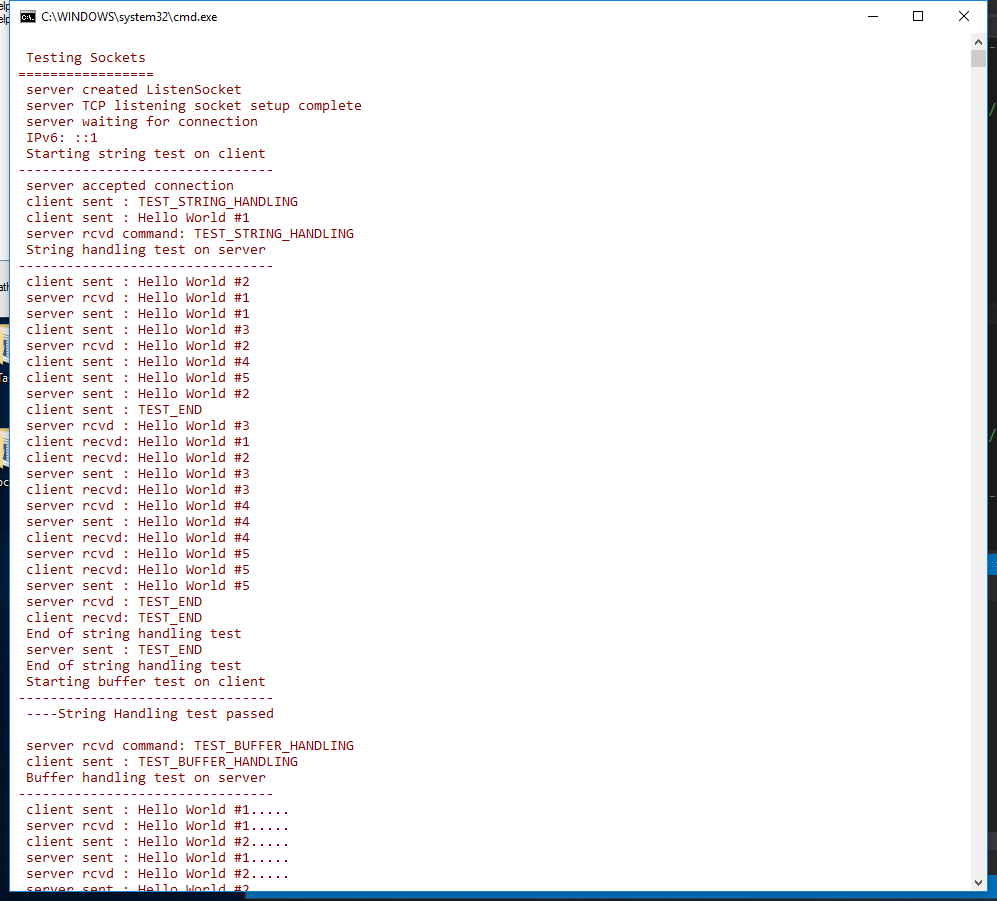 C:\WINDOWS\system32\cmd.exe
Testing Sockets
=================
server created ListenSocket
server TCP listening socket setup complete
server waiting for connection
IPv6: ::1
Starting string test on client
--------------------------------
server accepted connection
client sent : TEST_STRING_HANDLING
client sent : Hello World #1
server rcvd command: TEST_STRING_HANDLING
String handling test on server
--------------------------------
client sent : Hello World #2
server rcvd : Hello World #1
server sent : Hello World #1
client sent : Hello World #3
server rcvd : Hello World #2
client sent : Hello World #4
client sent : Hello World #5
server sent : Hello World #2
client sent : TEST_END
server rcvd : Hello World #3
client recvd: Hello World #1
client recvd: Hello World #2
server sent : Hello World #3
client recvd: Hello World #3
server rcvd : Hello World #4
server sent : Hello World #4
client recvd: Hello World #4
server rcvd : Hello World #5
client recvd: Hello World #5
server sent : Hello World #5
server rcvd : TEST_END
client recvd: TEST_END
End of string handling test
server sent : TEST_END
End of string handling test
Starting buffer test on client
--------------------------------
----String Handling test passed
server rcvd command: TEST_BUFFER_HANDLING
client sent : TEST_BUFFER_HANDLING
Buffer handling test on server
--------------------------------
client sent : Hello World #1.....
server rcvd : Hello World #1.....
client sent : Hello World #2.....
server sent : Hello World #1.....
server rcvd : Hello World #2.....
server sent : Hello World #2